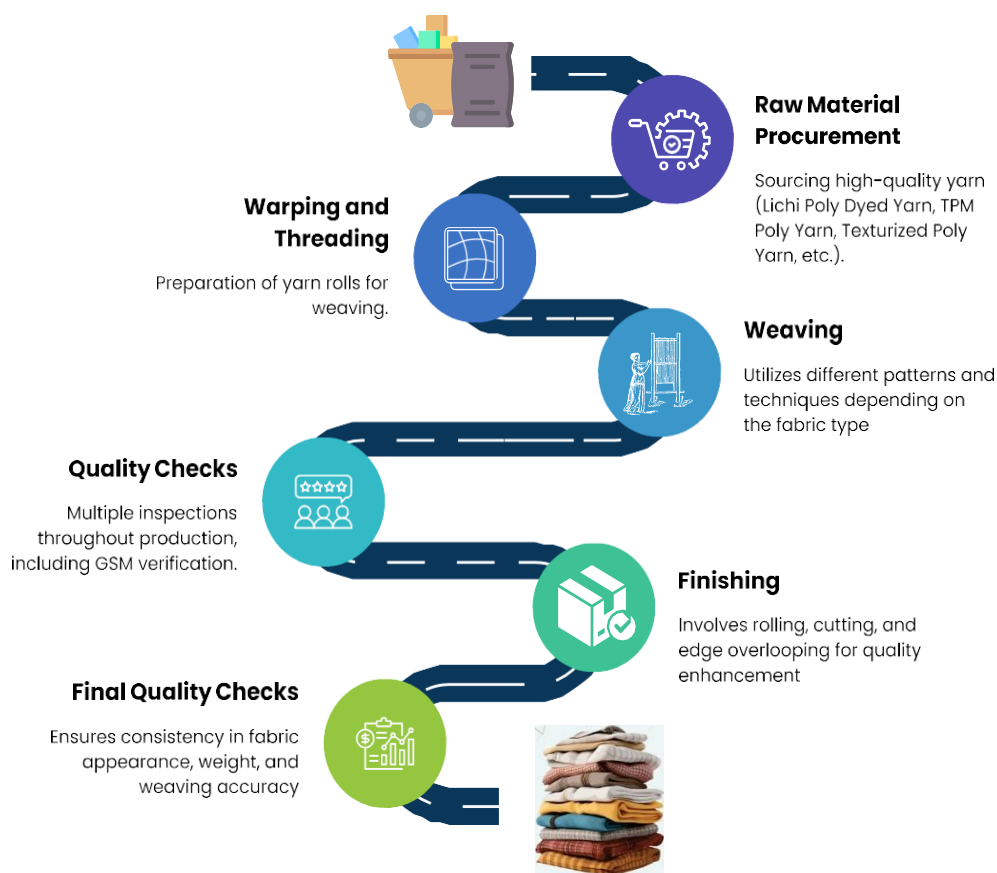 Raw Material
Procurement
Sourcing high-quality yarn
(Lichi Poly Dyed Yarn, TPM
Poly Yarn, Texturized Poly
Yarn, etc.).
Warping and
Threading
Preparation of yarn rolls for
weaving.
Weaving
Utilizes different patterns and
techniques depending on
the fabric type
Quality Checks
Multiple inspections
throughout production,
including GSM verification.
Finishing
Involves rolling, cutting, and
edge overlooping for quality
enhancement
Final Quality Checks
Ensures consistency in fabric
appearance, weight, and
weaving accuracy